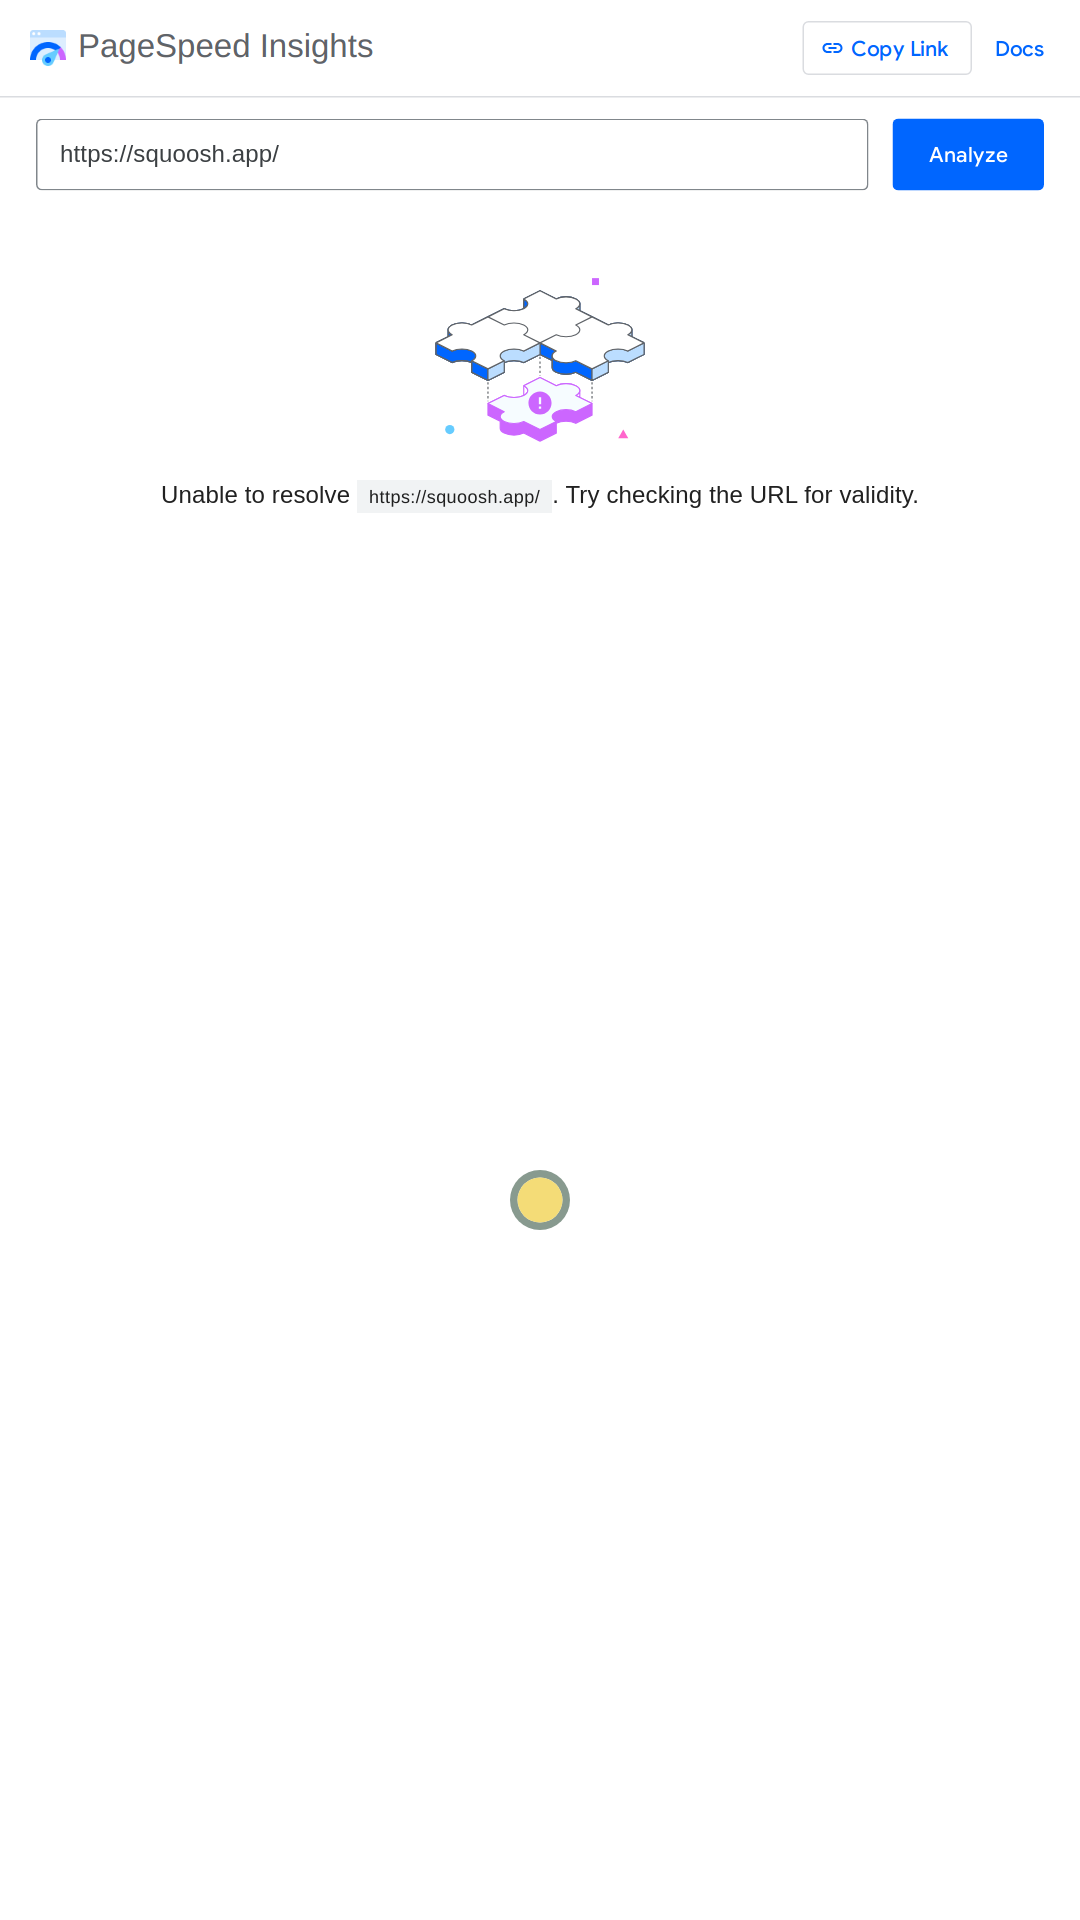 PageSpeed Insights
Copy Link
Docs
https://squoosh.app/
Analyze
Unable to resolve https://squoosh.app/ . Try checking the URL for validity.